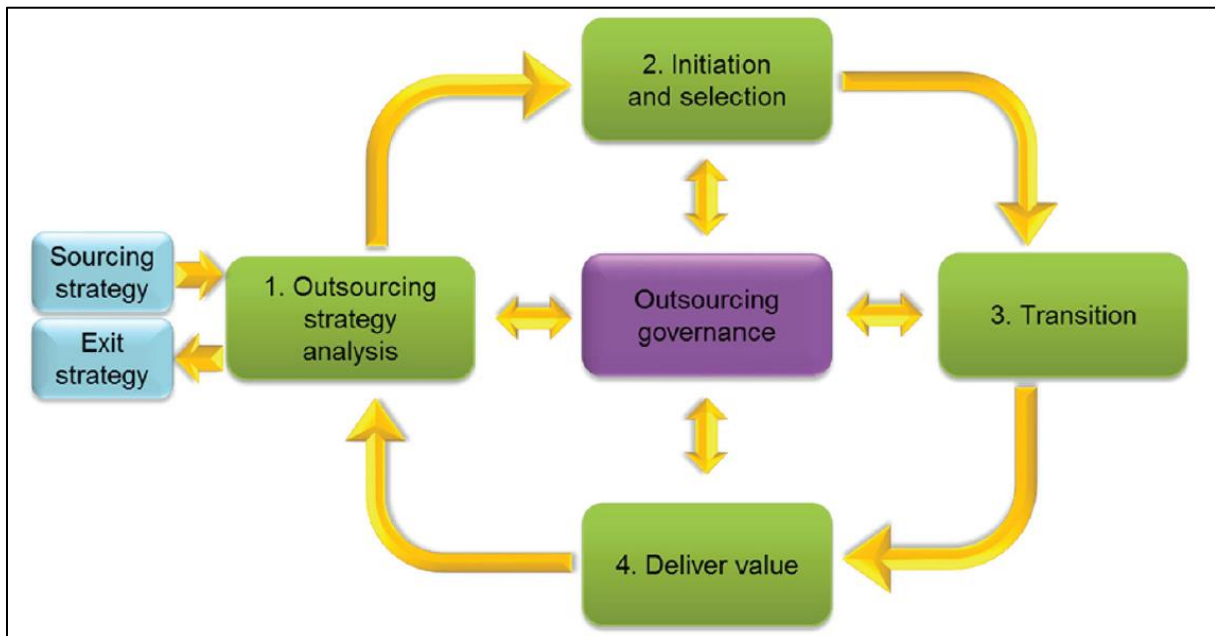 2. Initiation
and selection
Sourcing
strategy
Exit
strategy
1. Outsourcing
strategy
analysis
Outsourcing
governance
3. Transition
4. Deliver value